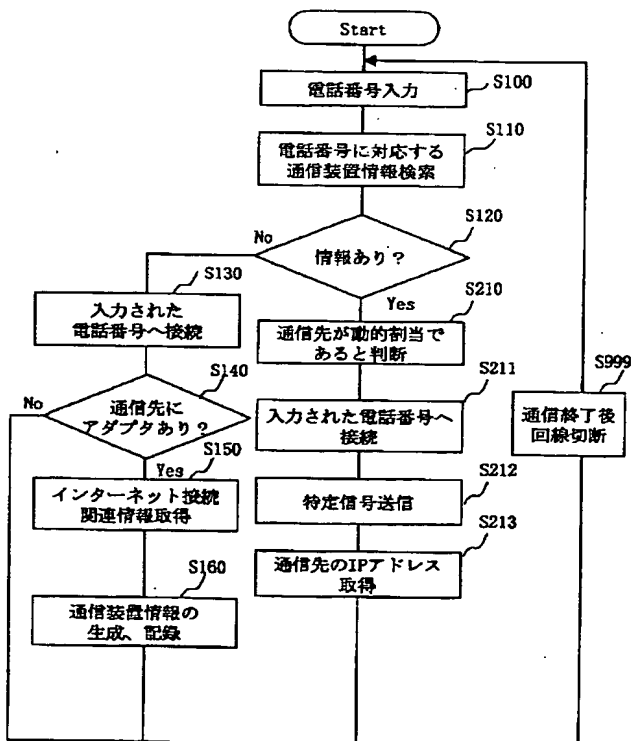 Start
電話番号入力
S100
電話番号に対応する
通信装置情報検索
S110
情報あり?
S120
No
Yes
入力された
電話番号へ接続
S130
通信先が動的割当で
あると判断
S210
通信先に
アダプタあり?
S140
No
Yes
入力された電話番号へ
接続
S211
通信終了後
回線切断
S999
インターネット接続
関連情報取得
S150
特定信号送信
S212
通信先のIPアドレス
取得
S213
通信装置情報の
生成、記録
S160